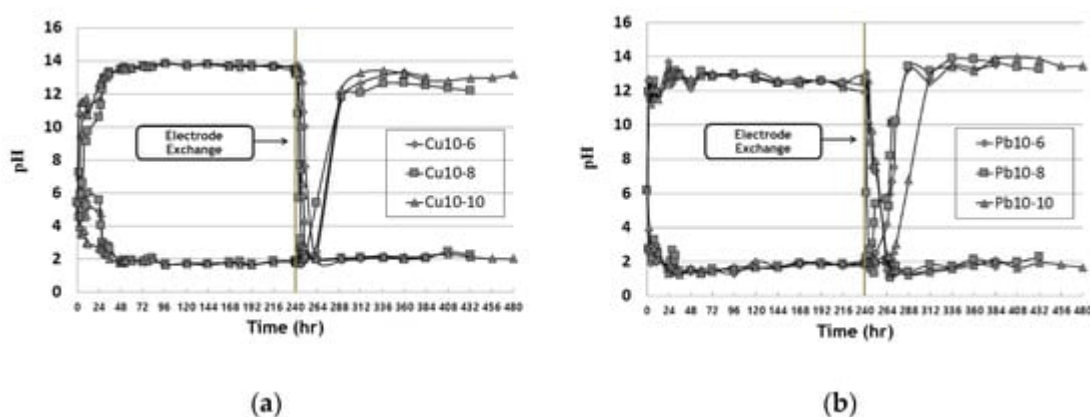 16
14
12
10
8
6
4
2
0
pH
Electrode
Exchange
Cu10-6
Cu10-8
Cu10-10
0 24 48 72 96 120 144 168 192 216 240 264 288 312 336 360 384 408 432 456 480
Time (hr)
(a)
16
14
12
10
8
6
4
2
0
pH
Electrode
Exchange
Pb10-6
Pb10-8
Pb10-10
0 24 48 72 96 120 144 168 192 216 240 264 288 312 336 360 384 408 432 456 480
Time (hr)
(b)